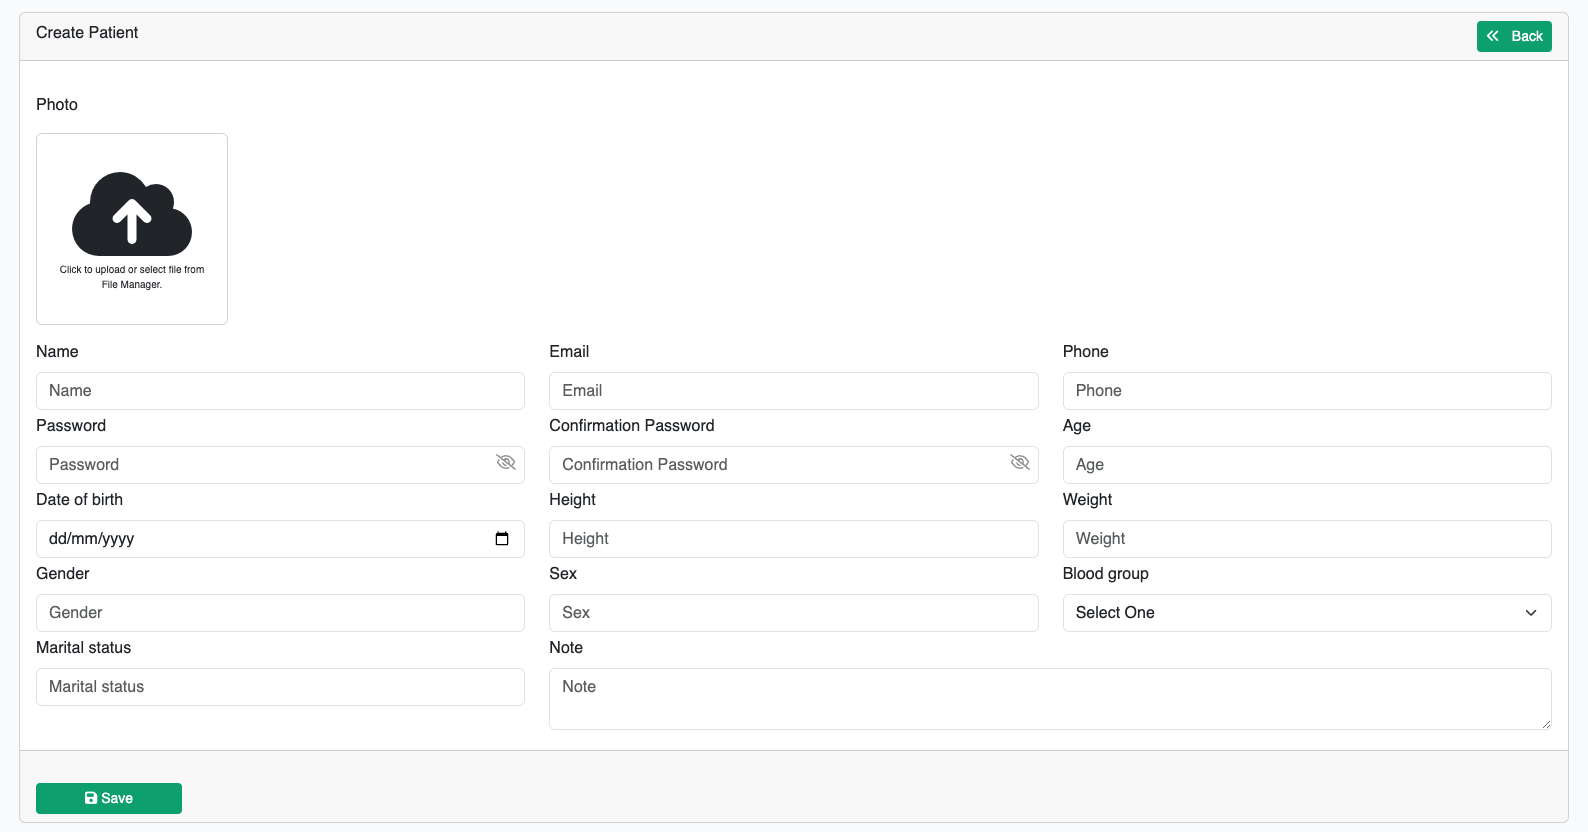 Create Patient
Back
Photo
Click to upload or select file from
File Manager.
Name Email Phone
Name Email Phone
Password Confirmation Password Age
Password Confirmation Password Age
Date of birth Height Weight
dd/mm/yyyy Height Weight
Gender Sex Blood group
Gender Sex Select One
Marital status Note
Marital status Note
Save